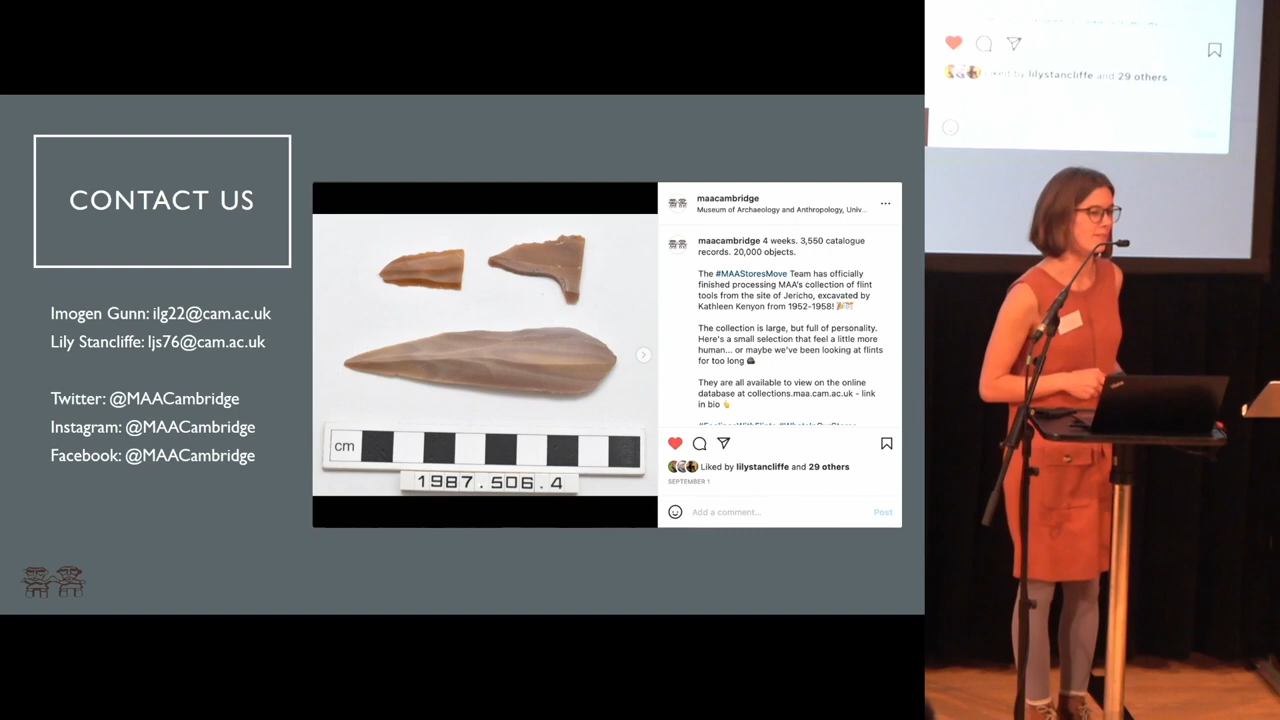 CONTACT US
Imogen Gunn: ilg22@cam.ac.uk
Lily Stancliffe: ljs76@cam.ac.uk
Twitter: @MAACambridge
Instagram: @MAACambridge
Facebook: @MAACambridge
cm
1987.506.4
maacambridge
Museum of Archaeology and Anthropology, Univ...
maacambridge 4 weeks. 3,550 catalogue
records. 20,000 objects.
The #MAAStoresMove Team has officially
finished processing MAA's collection of flint
tools from the site of Jericho, excavated by
Kathleen Kenyon from 1952-1958! 🎉🎊
The collection is large, but full of personality.
Here's a small selection that feel a little more
human... or maybe we've been looking at flints
for too long
They are all available to view on the online
database at collections.maa.cam.ac.uk - link
in bio 👆
#FeelingsWithFlints #WhatsInOurStores
Liked by lilystancliffe and 29 others
SEPTEMBER 1
Add a comment...
Post
Liked by lilystancliffe and 29 others